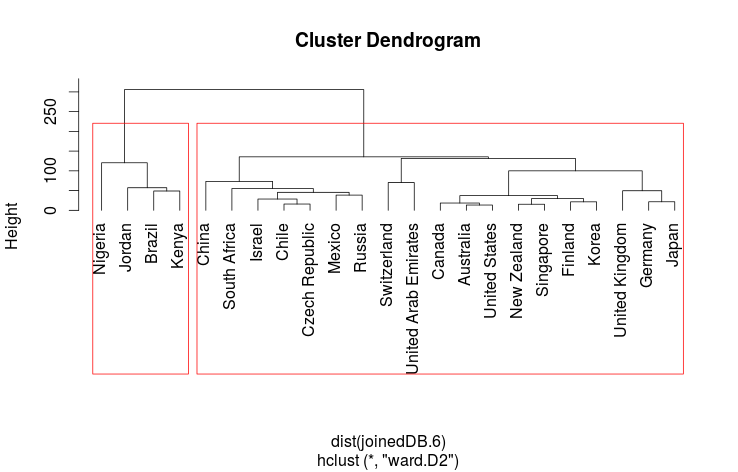 Cluster Dendrogram
Height
250
100
0
Nigeria
Jordan
Brazil
Kenya
China
South Africa
Israel
Chile
Czech Republic
Mexico
Russia
Switzerland
United Arab Emirates
Canada
Australia
United States
New Zealand
Singapore
Finland
Korea
United Kingdom
Germany
Japan
dist(joinedDB.6)
hclust (*, "ward.D2")